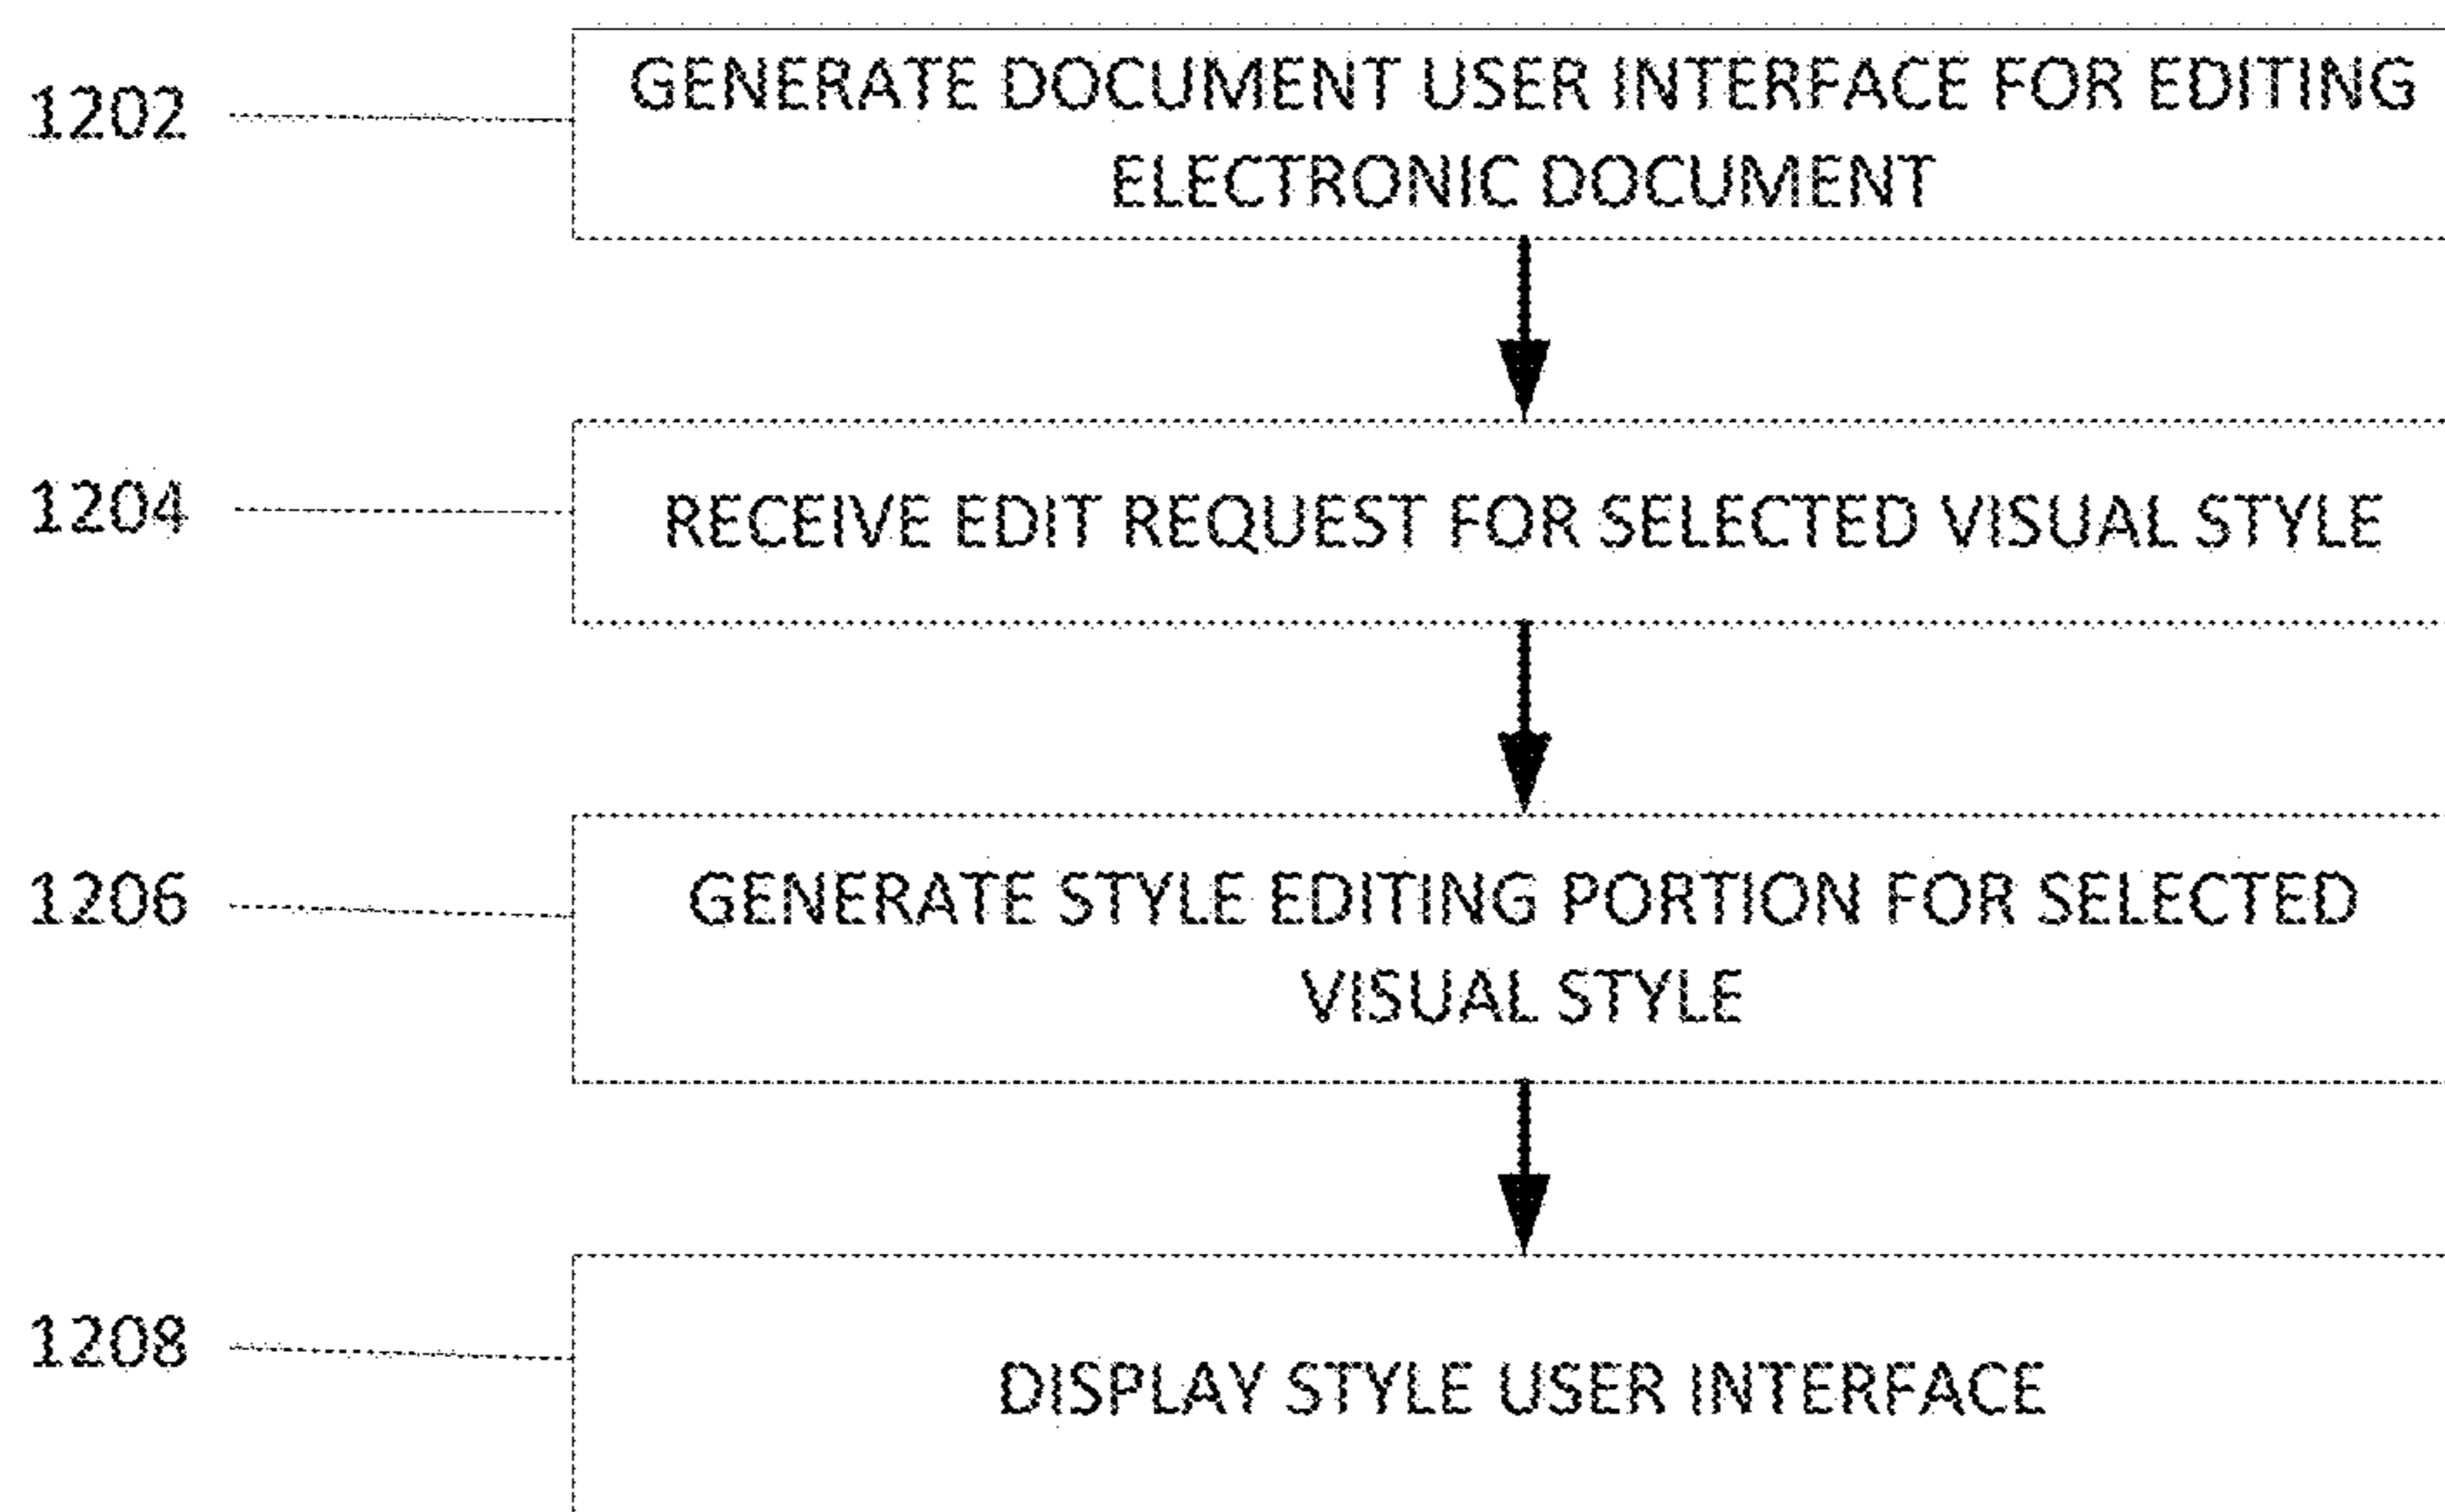 1202
GENERATE DOCUMENT USER INTERFACE FOR EDITING
ELECTRONIC DOCUMENT
1204
RECEIVE EDIT REQUEST FOR SELECTED VISUAL STYLE
1206
GENERATE STYLE EDITING PORTION FOR SELECTED
VISUAL STYLE
1208
DISPLAY STYLE USER INTERFACE